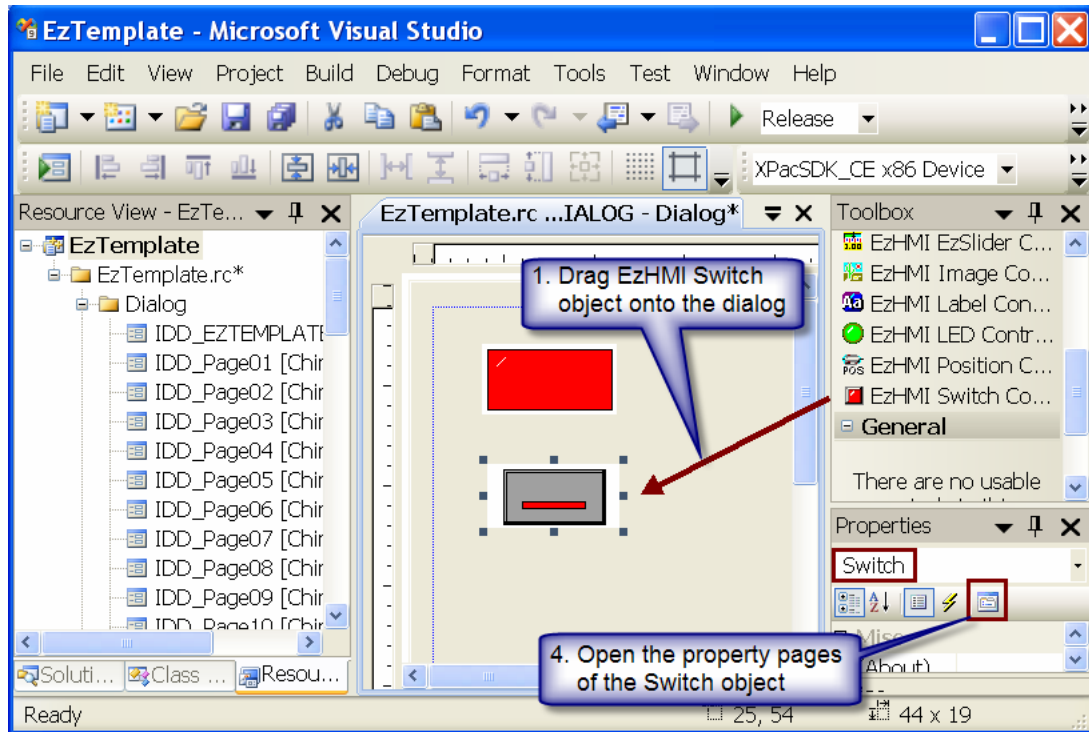 EzTemplate - Microsoft Visual Studio
File Edit View Project Build Debug Format Tools Test Window Help
Release
XPacSDK_CE x86 Device
Resource View - EzTe...
EzTemplate
EzTemplate.rc*
Dialog
IDD_EZTEMPLATE
IDD_Page01 [Chir
IDD_Page02 [Chir
IDD_Page03 [Chir
IDD_Page04 [Chir
IDD_Page05 [Chir
IDD_Page06 [Chir
IDD_Page07 [Chir
IDD_Page08 [Chir
IDD_Page09 [Chir
IDD_Page10 [Chir
Soluti... Class ... Resou...
EzTemplate.rc ...IALOG - Dialog*
1. Drag EzHMI Switch
object onto the dialog
Toolbox
EzHMI EzSlider C...
EzHMI Image Co...
EzHMI Label Con...
EzHMI LED Contr...
EzHMI Position C...
EzHMI Switch Co...
General
There are no usable
Properties
Switch
Misc
(About)
4. Open the property pages
of the Switch object
Ready
25, 54
44 x 19